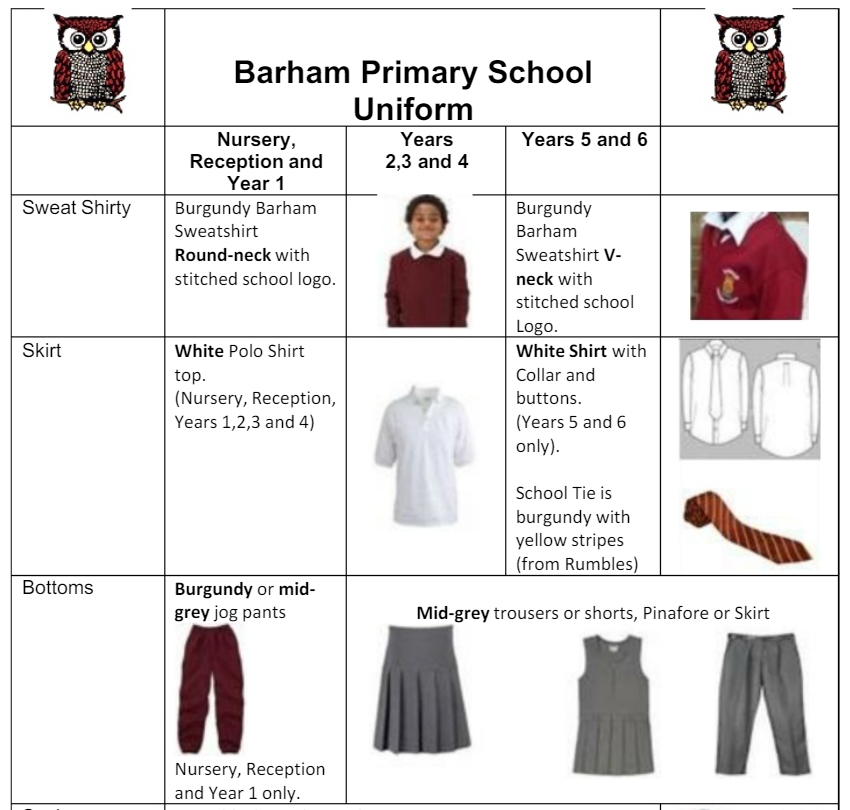 Barham Primary School
Uniform
Nursery,
Reception and
Year 1
Years
2,3 and 4
Years 5 and 6
Sweat Shirty
Burgundy Barham
Sweatshirt
Round-neck with
stitched school logo.
Burgundy
Barham
Sweatshirt V-
neck with
stitched school
Logo.
Skirt
White Polo Shirt
top.
(Nursery, Reception,
Years 1,2,3 and 4)
White Shirt with
Collar and
buttons.
(Years 5 and 6
only).
School Tie is
burgundy with
yellow stripes
(from Rumbles)
Bottoms
Burgundy or mid-
grey jog pants
Nursery, Reception
and Year 1 only.
Mid-grey trousers or shorts, Pinafore or Skirt